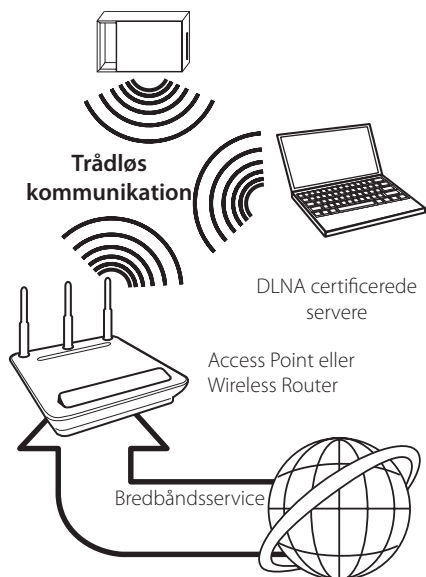 Trådløs
kommunikation
DLNA certificerede
servere
Access Point eller
Wireless Router
Bredbåndsservice